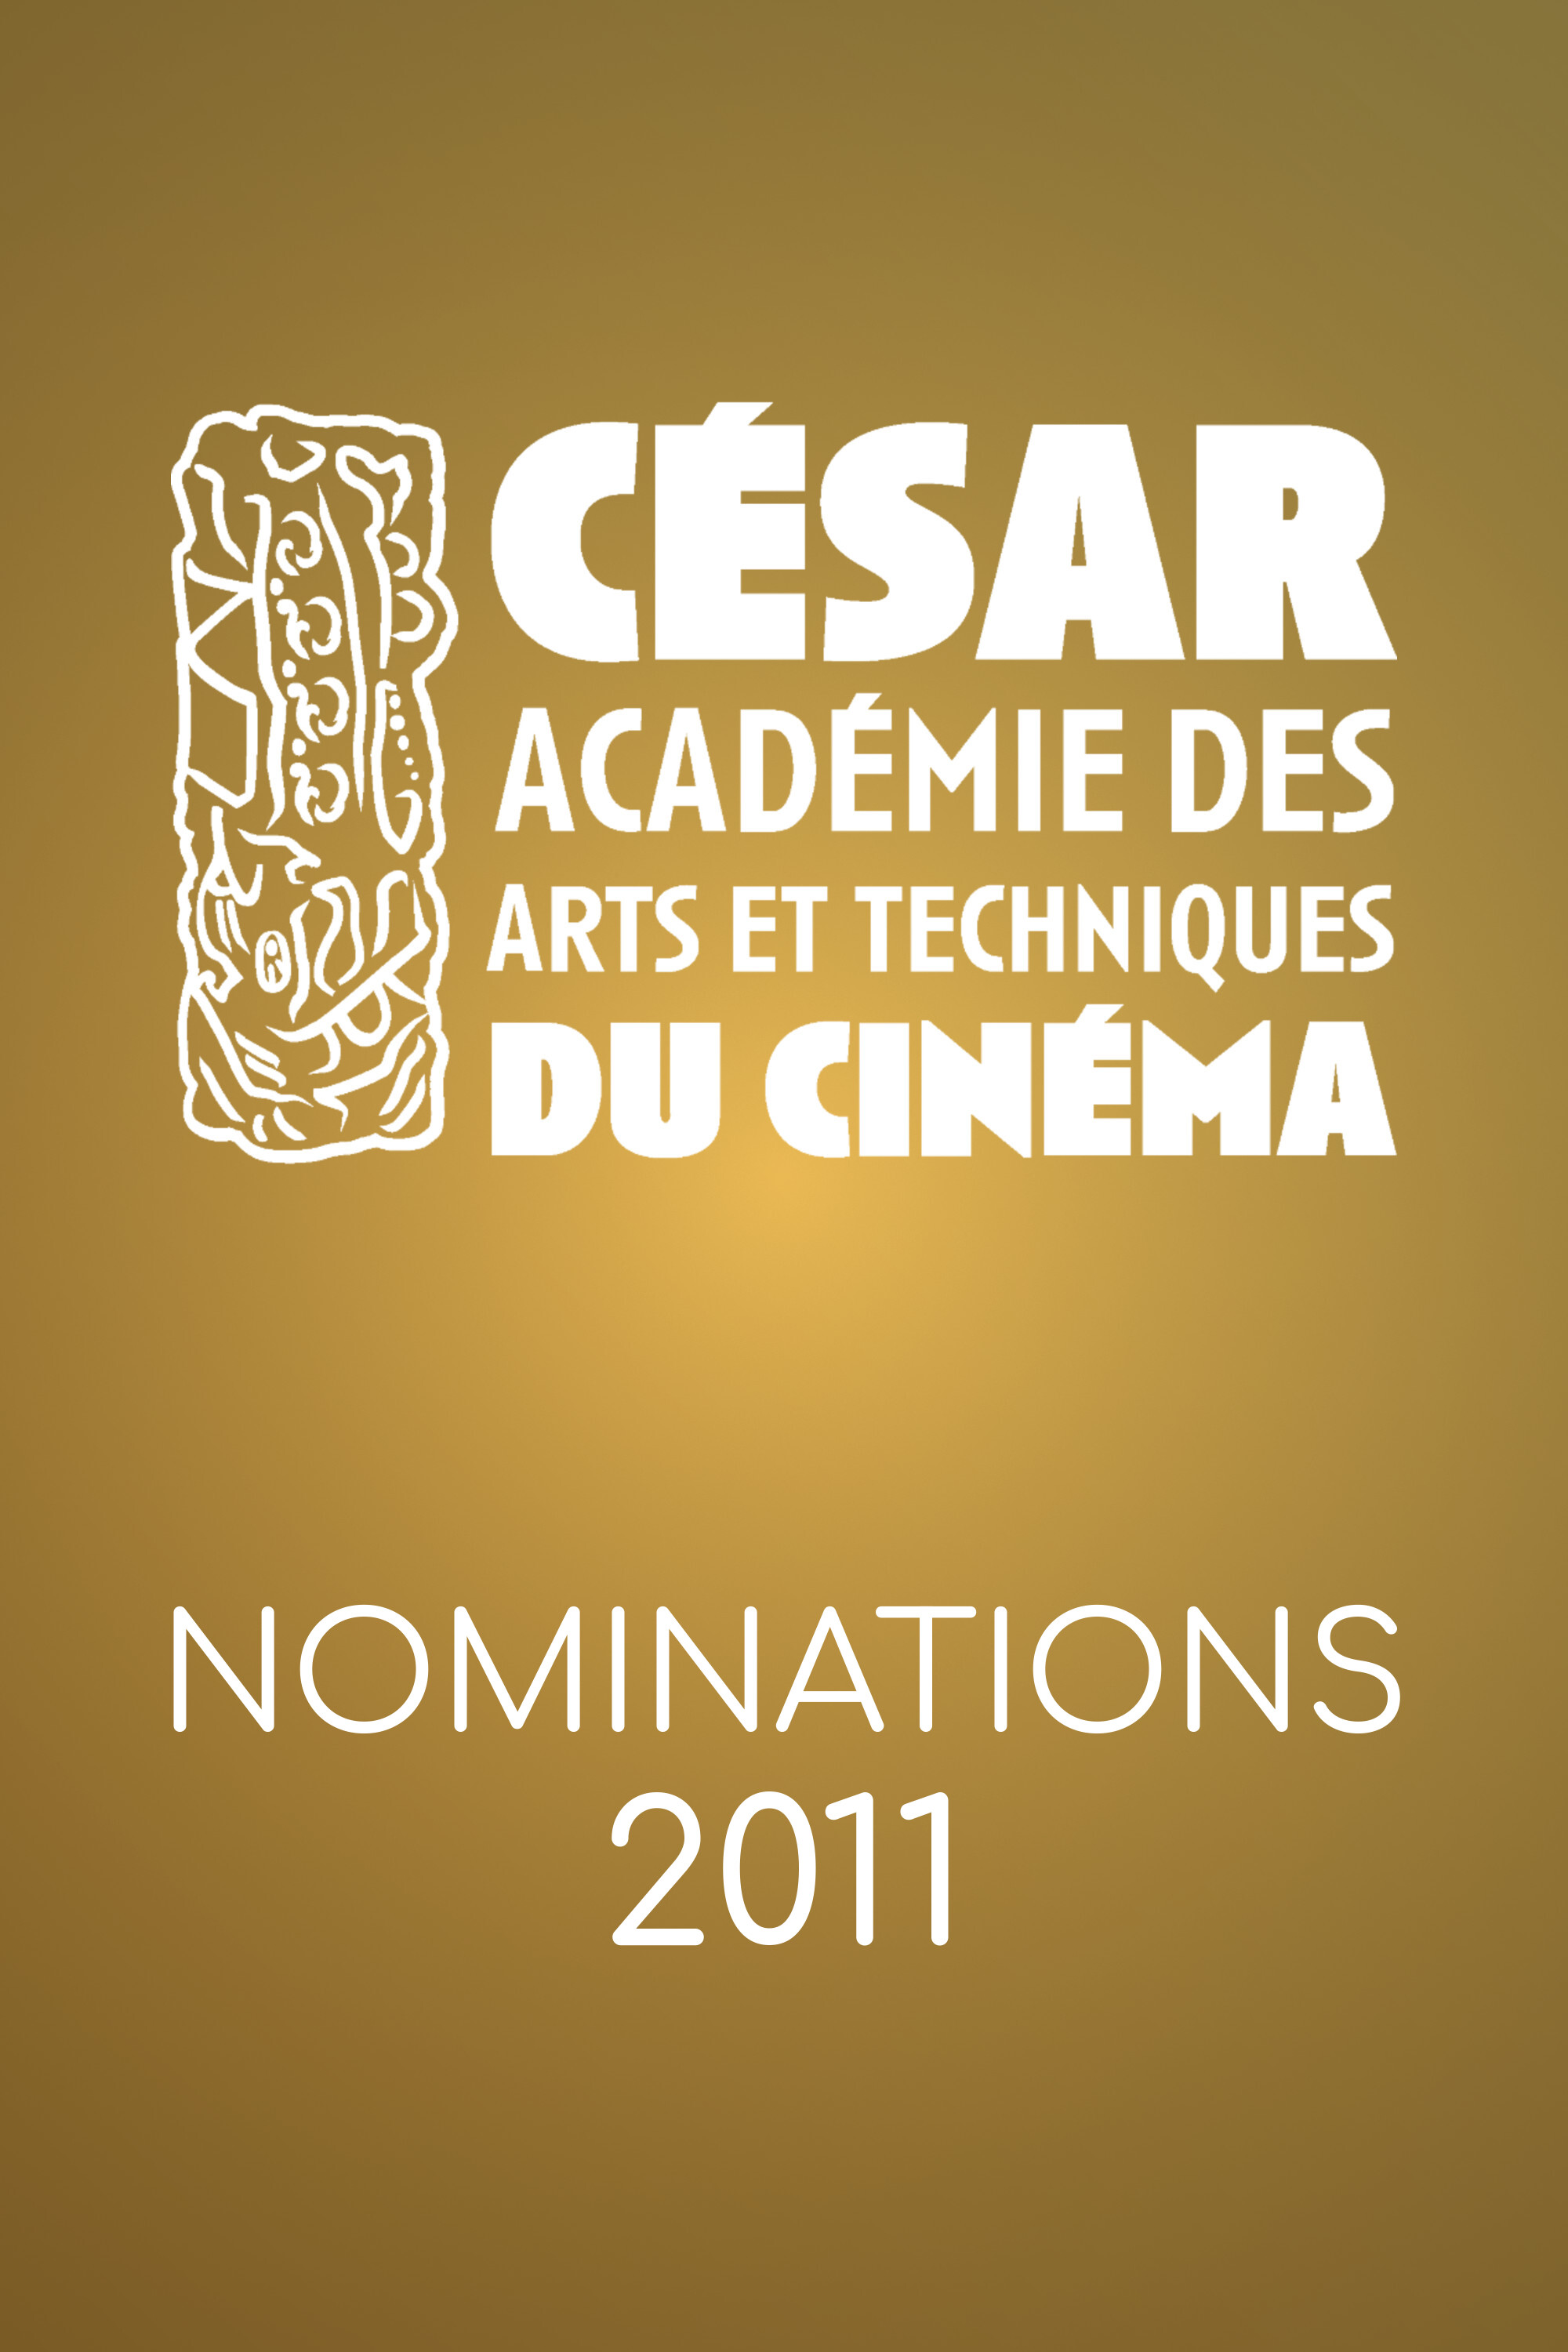 CÉSAR
ACADÉMIE DES
ARTS ET TECHNIQUES
DU CINÉMA
NOMINATIONS
2011